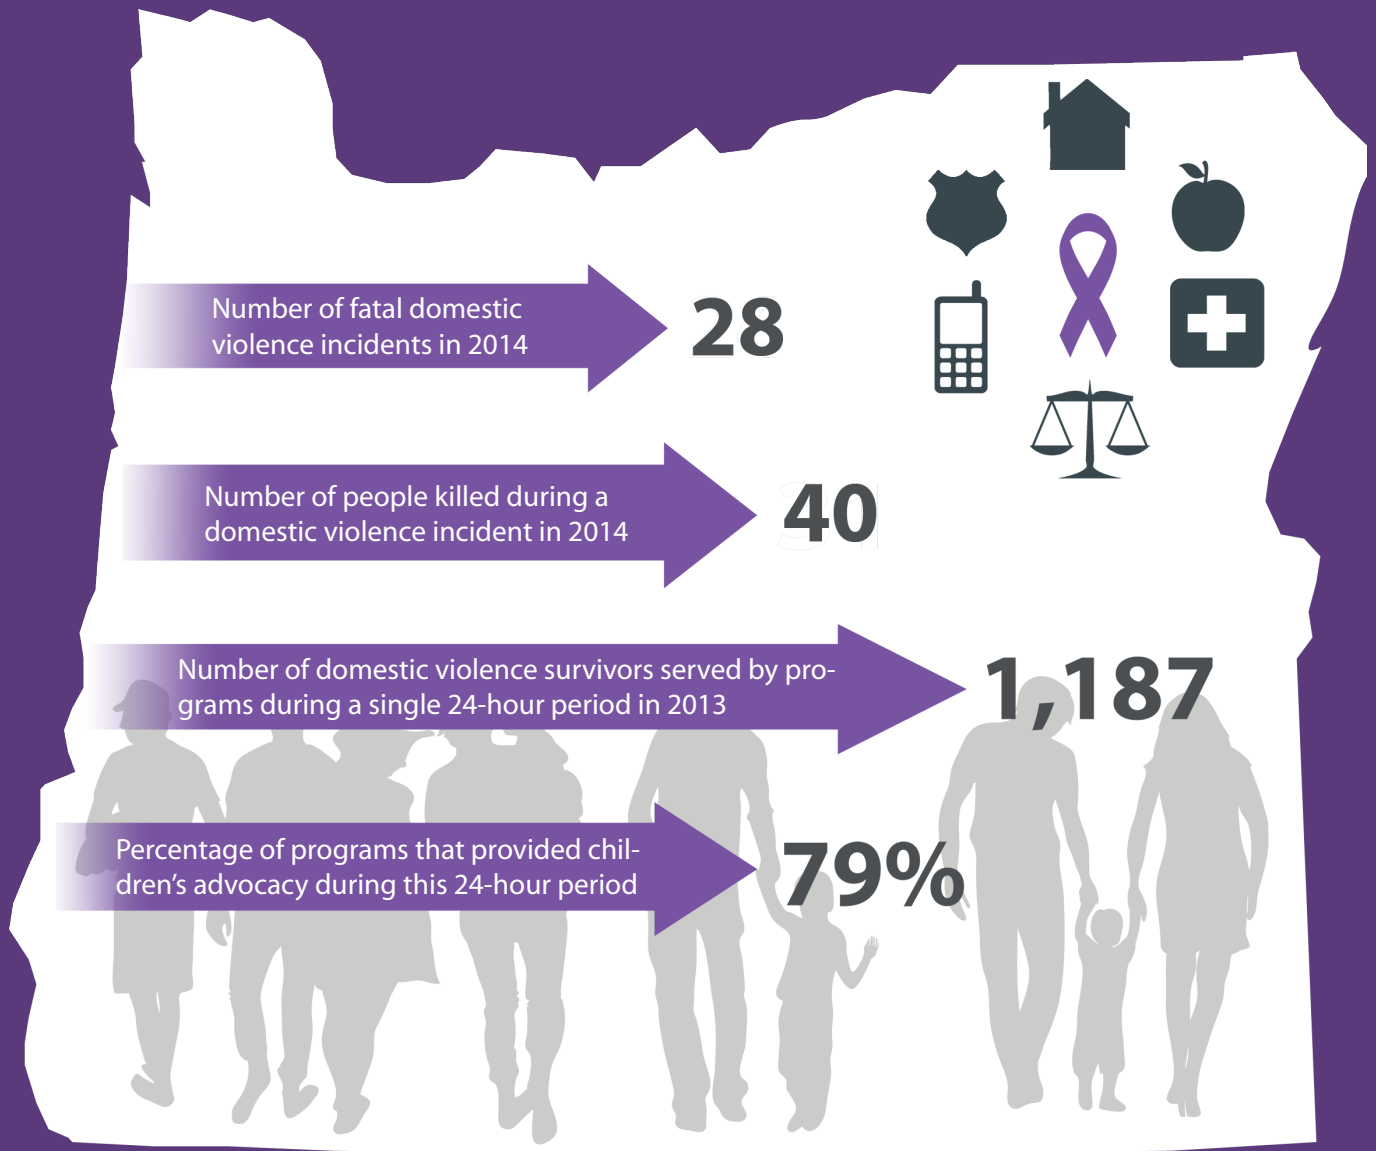 Number of fatal domestic
violence incidents in 2014
28
Number of people killed during a
domestic violence incident in 2014
40
Number of domestic violence survivors served by pro-
grams during a single 24-hour period in 2013
1,187
Percentage of programs that provided chil-
dren’s advocacy during this 24-hour period
79%